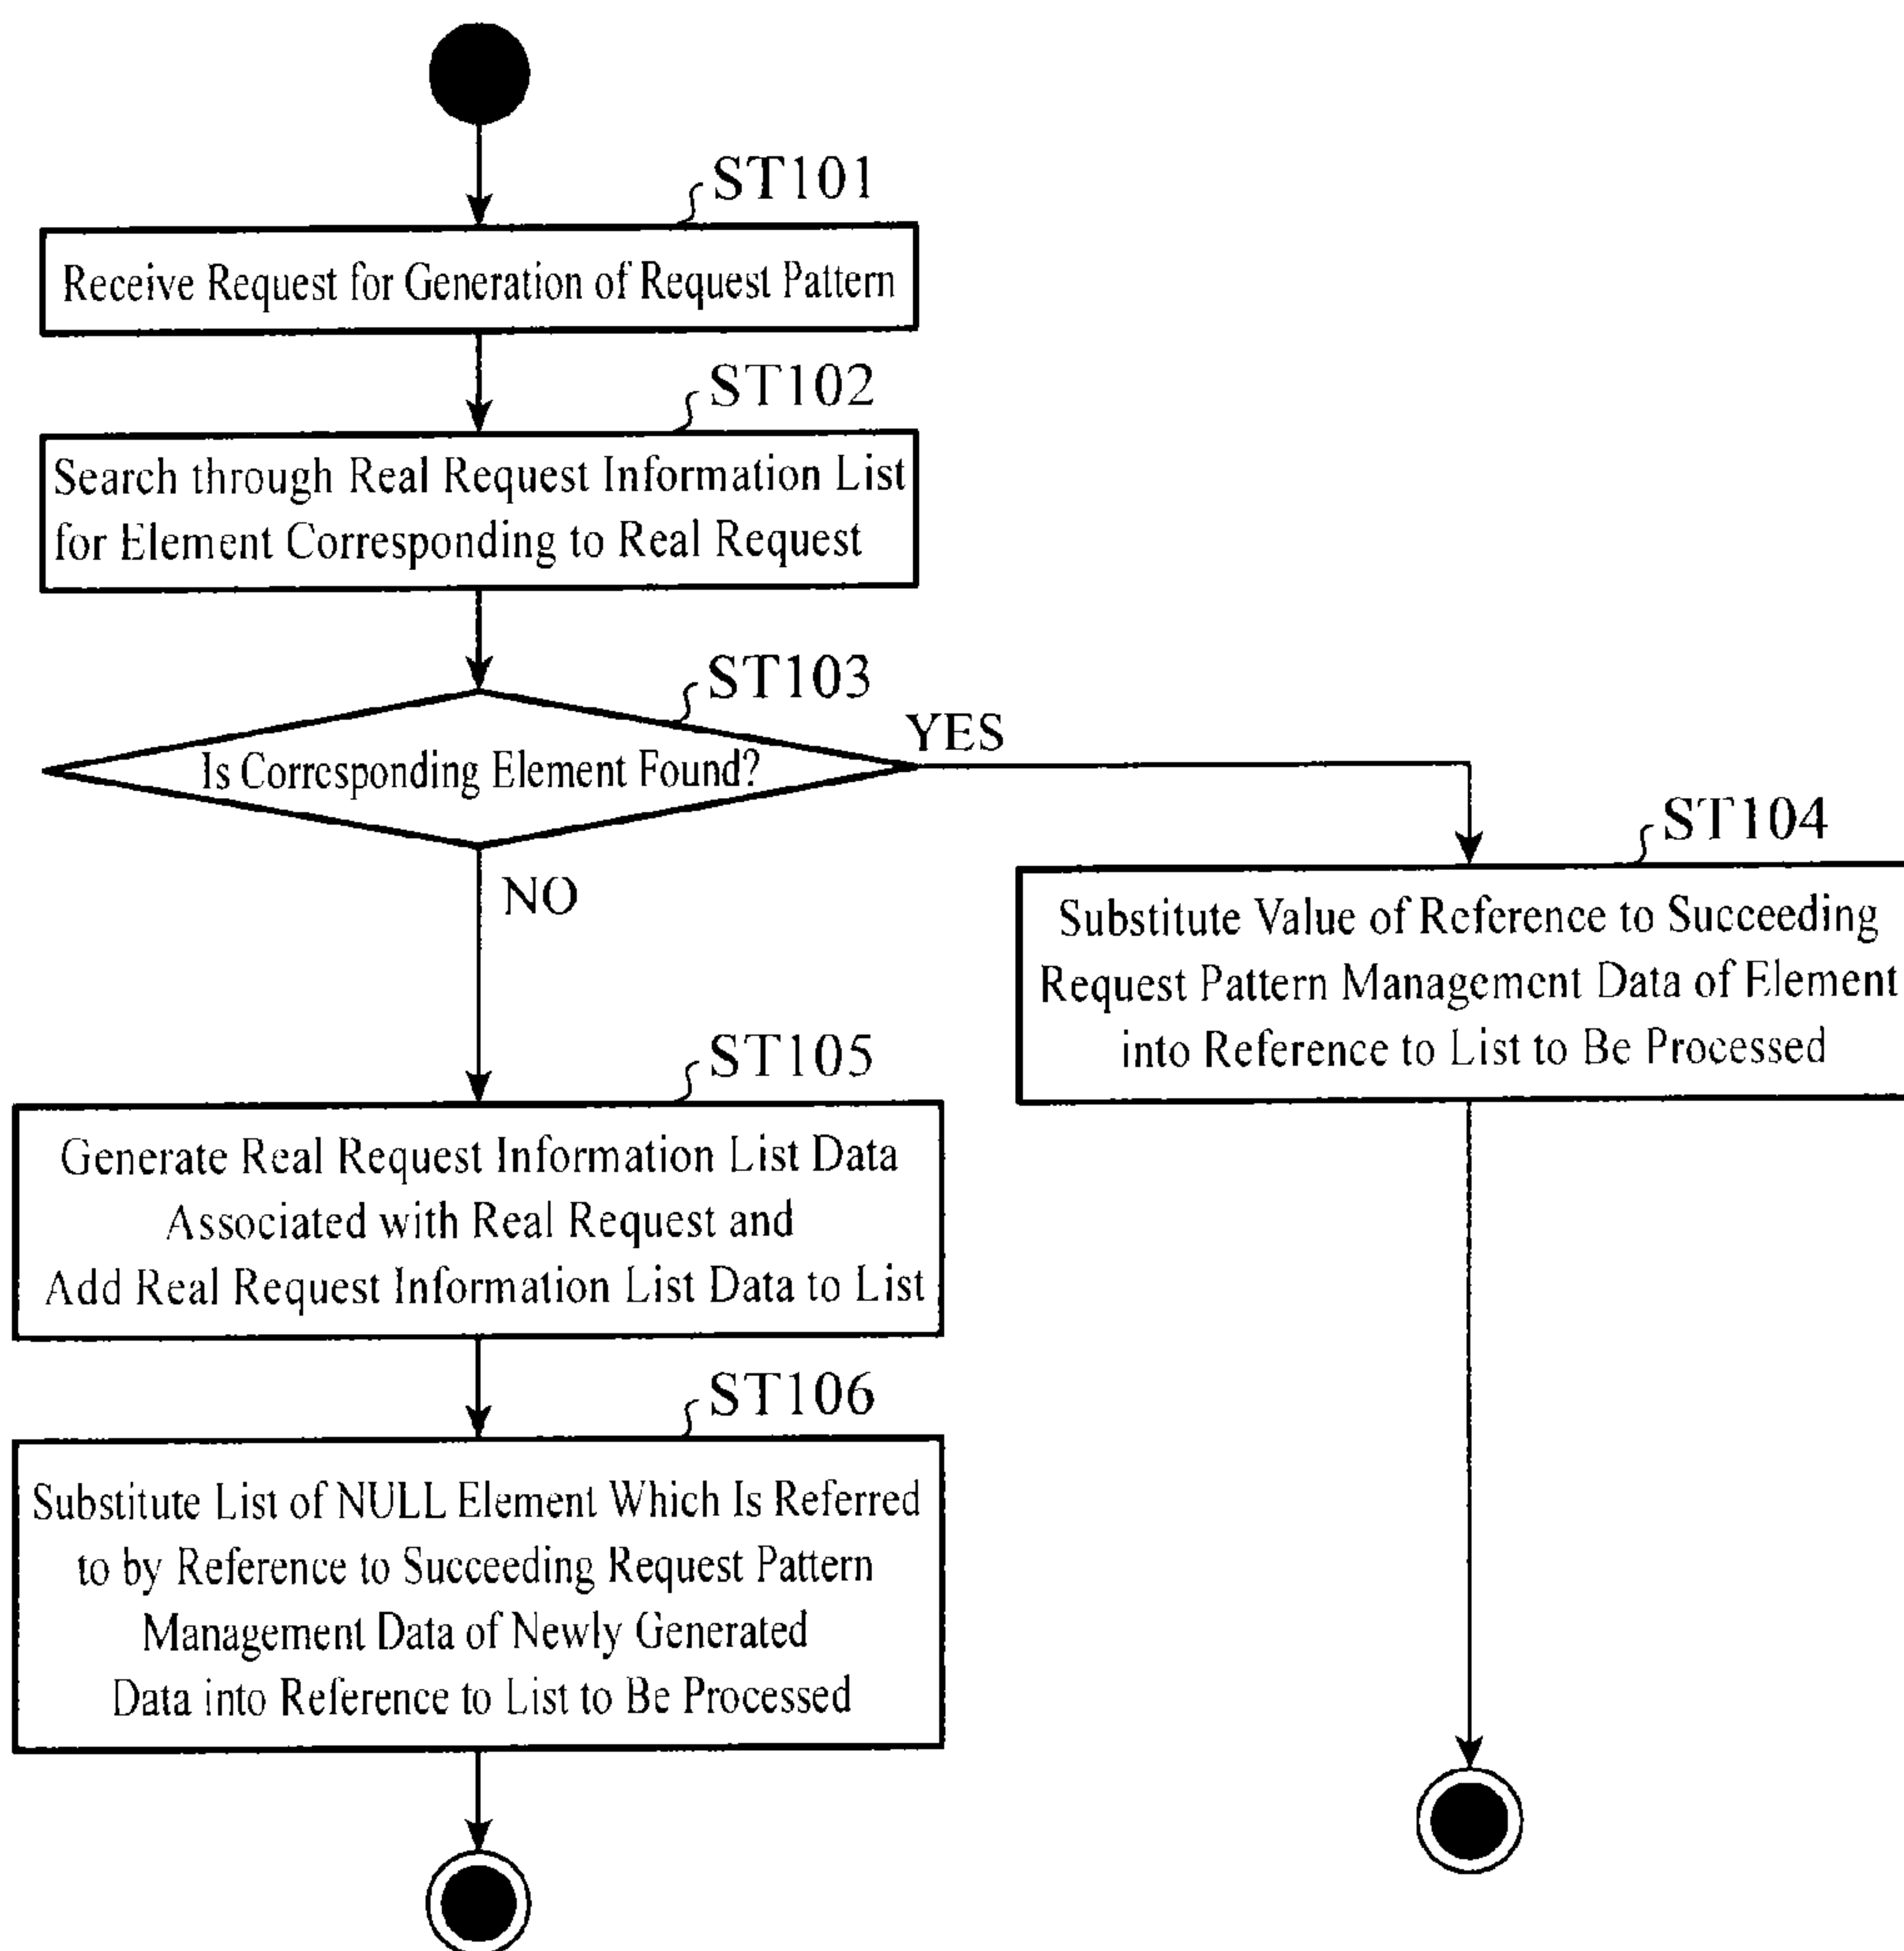 ST101
Receive Request for Generation of Request Pattern
ST102
Search through Real Request Information List
for Element Corresponding to Real Request
ST103
Is Corresponding Element Found?
YES
NO
ST104
Substitute Value of Reference to Succeeding
Request Pattern Management Data of Element
into Reference to List to Be Processed
ST105
Generate Real Request Information List Data
Associated with Real Request and
Add Real Request Information List Data to List
ST106
Substitute List of NULL Element Which Is Referred
to by Reference to Succeeding Request Pattern
Management Data of Newly Generated
Data into Reference to List to Be Processed